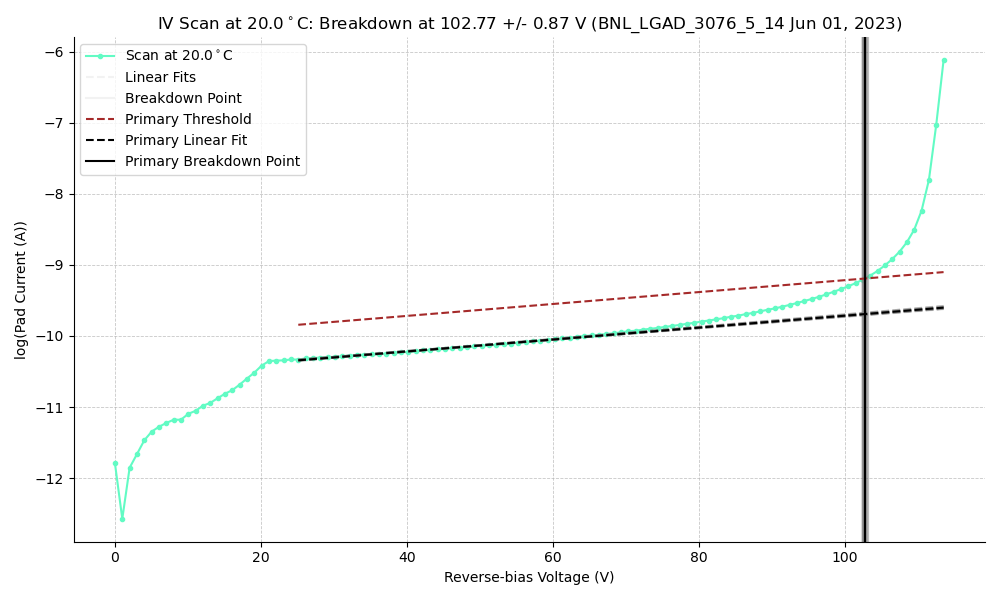 IV Scan at 20.0°C: Breakdown at 102.77 +/- 0.87 V (BNL_LGAD_3076_5_14 Jun 01, 2023)
Scan at 20.0°C
Linear Fits
Breakdown Point
Primary Threshold
Primary Linear Fit
Primary Breakdown Point
log(Pad Current (A))
−6
−7
−8
−9
−10
−11
−12
0 20 40 60 80 100
Reverse-bias Voltage (V)